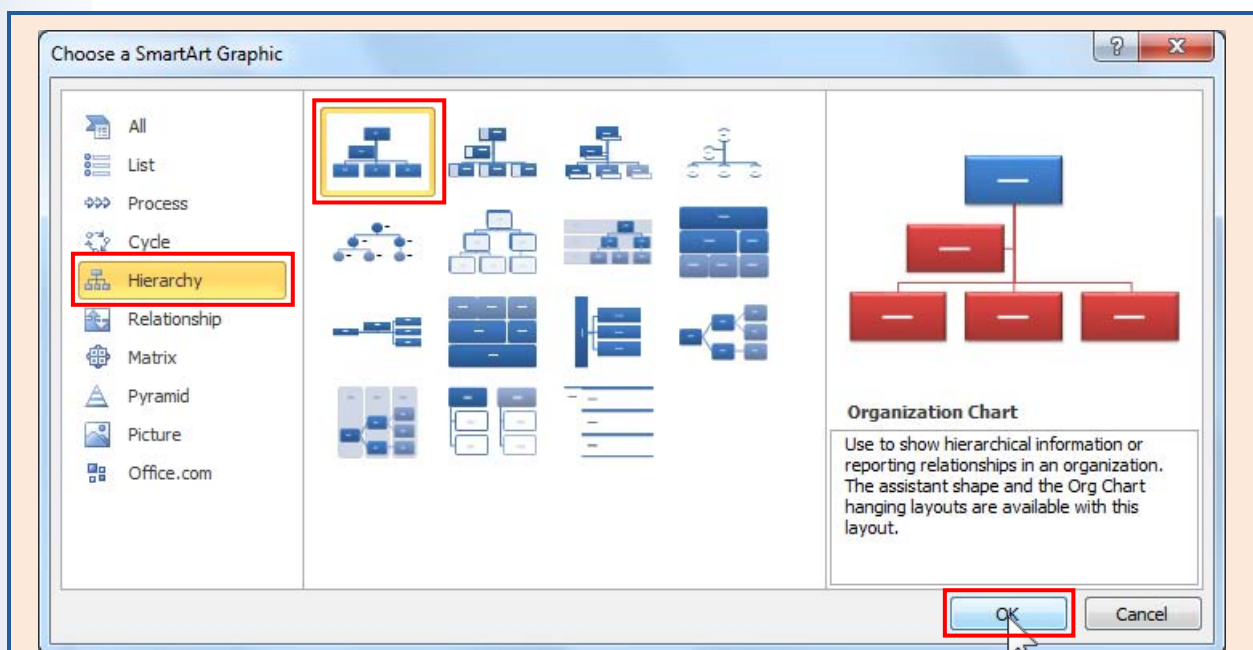 Choose a SmartArt Graphic
All
List
Process
Cycle
Hierarchy
Relationship
Matrix
Pyramid
Picture
Office.com
Organization Chart
Use to show hierarchical information or
reporting relationships in an organization.
The assistant shape and the Org Chart
hanging layouts are available with this
layout.
OK
Cancel